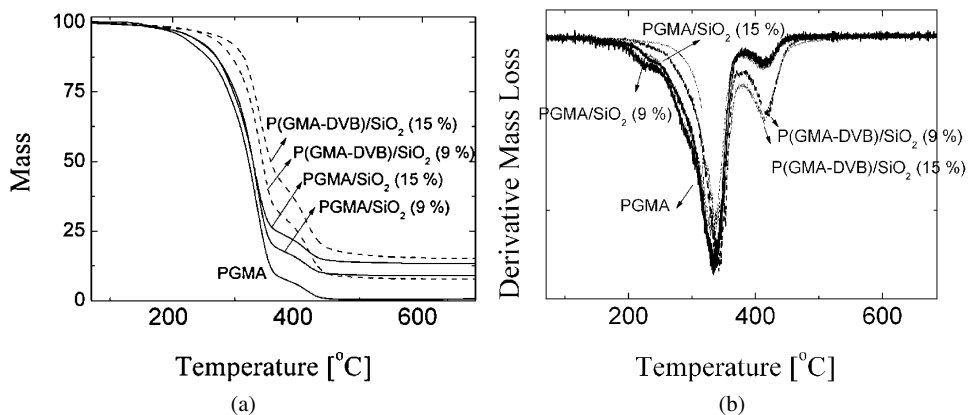 100
75
50
25
0
Mass
P(GMA-DVB)/SiO₂ (15 %)
P(GMA-DVB)/SiO₂ (9 %)
PGMA/SiO₂ (15 %)
PGMA/SiO₂ (9 %)
PGMA
200 400 600
Temperature [°C]
(a)
Derivative Mass Loss
PGMA/SiO₂ (15 %)
PGMA/SiO₂ (9 %)
P(GMA-DVB)/SiO₂ (9 %)
P(GMA-DVB)/SiO₂ (15 %)
PGMA
200 400 600
Temperature [°C]
(b)